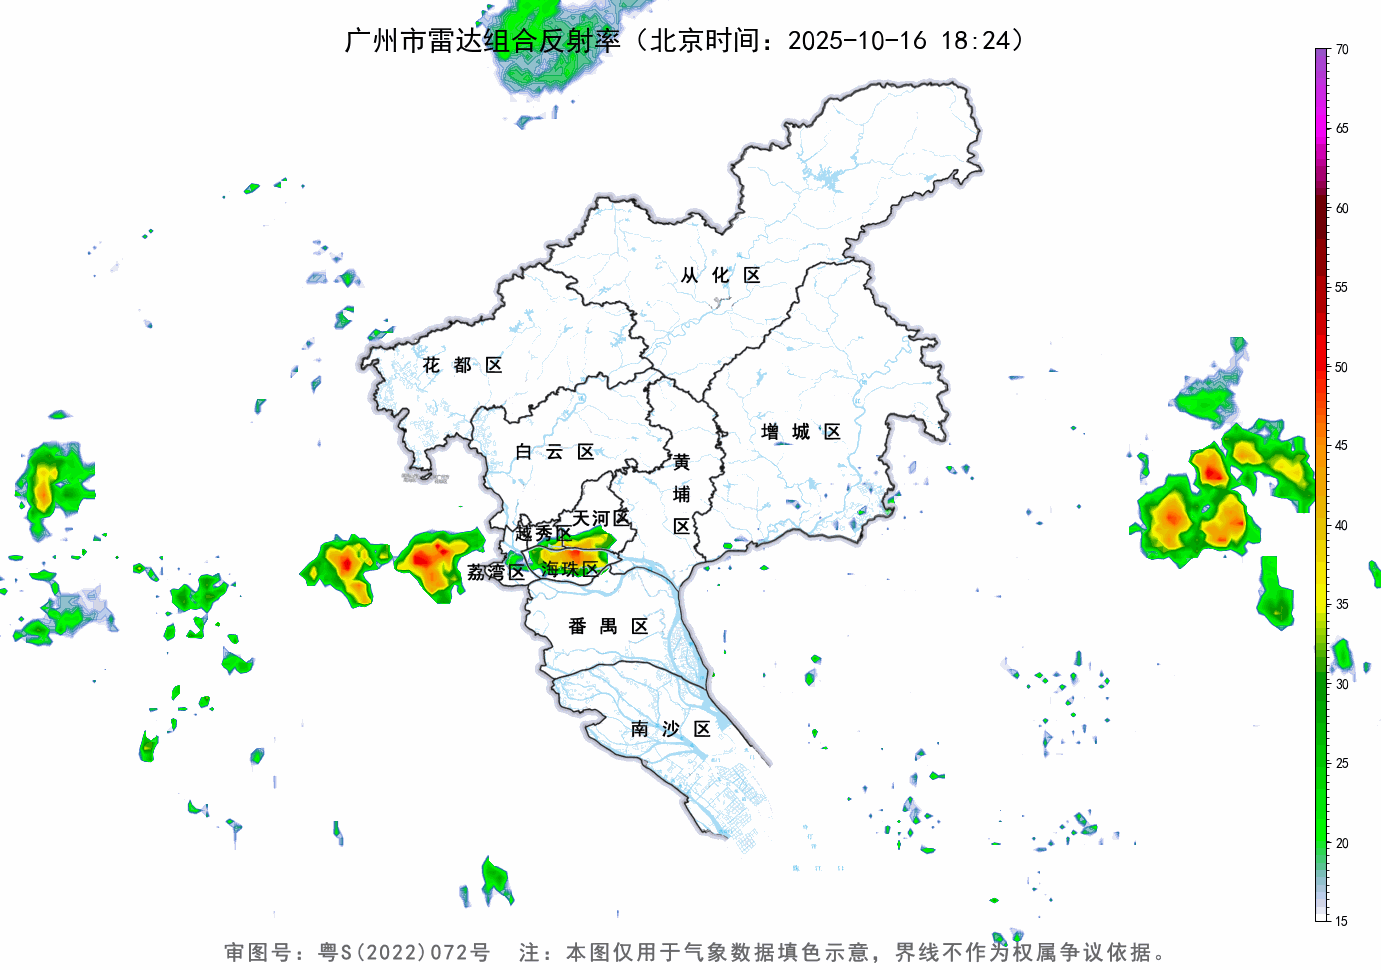 广州市雷达组合反射率（北京时间：2025-10-16 18:24）
70
65
60
55
50
45
40
35
30
25
20
15
从化区
花都区
增城区
白云区
黄埔区
天河区
越秀区
荔湾区
海珠区
番禺区
南沙区
审图号：粤S(2022)072号 注：本图仅用于气象数据填色示意，界线不作为权属争议依据。